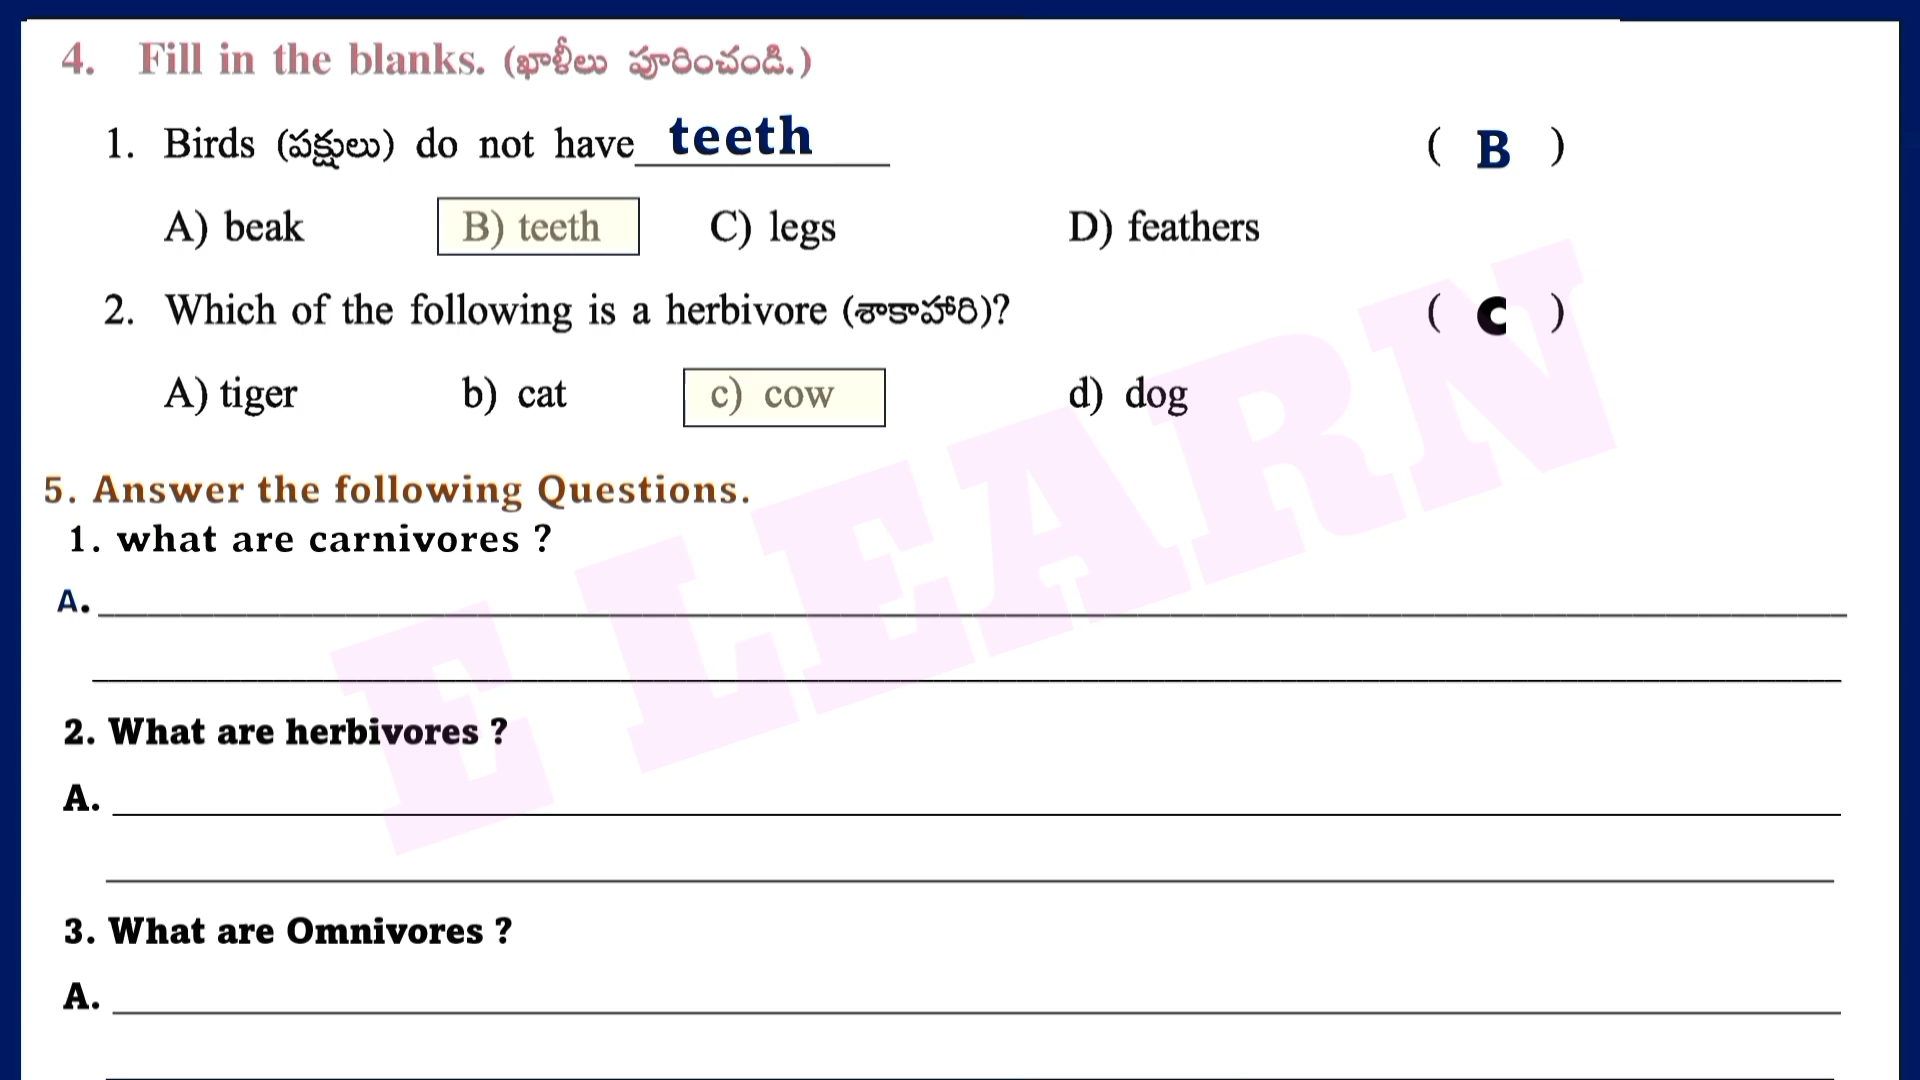 4. Fill in the blanks. (ఖాళీలు పూరించండి.)
1. Birds (పక్షులు) do not have teeth ( B )
A) beak B) teeth C) legs D) feathers
2. Which of the following is a herbivore (శాకాహారి)? ( C )
A) tiger b) cat c) cow d) dog
5. Answer the following Questions.
1. what are carnivores ?
A.
2. What are herbivores ?
A.
3. What are Omnivores ?
A.
E LEARN